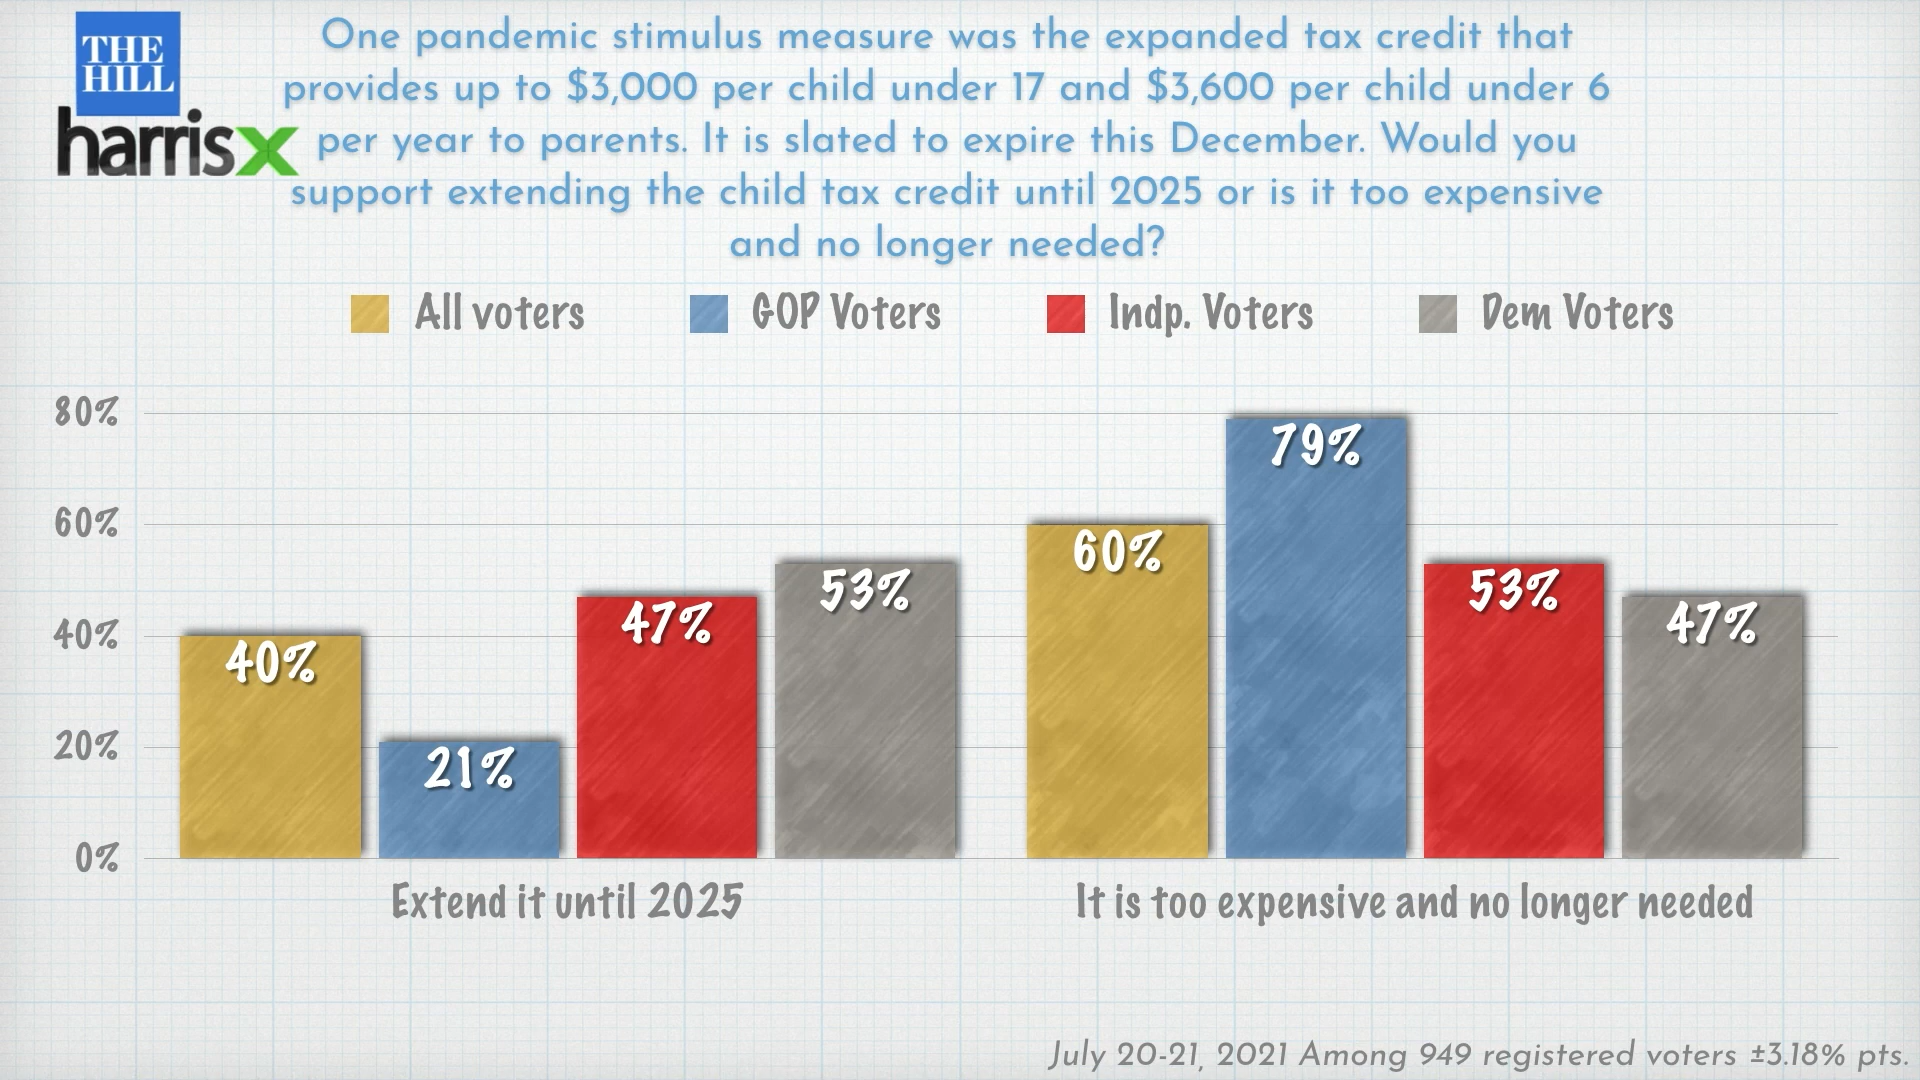 THE
HILL
harrisx
One pandemic stimulus measure was the expanded tax credit that
provides up to $3,000 per child under 17 and $3,600 per child under 6
per year to parents. It is slated to expire this December. Would you
support extending the child tax credit until 2025 or is it too expensive
and no longer needed?
All voters GOP Voters Indp. Voters Dem Voters
80%
60%
40%
20%
0%
40% 21% 47% 53% 60% 79% 53% 47%
Extend it until 2025 It is too expensive and no longer needed
July 20-21, 2021 Among 949 registered voters ±3.18% pts.